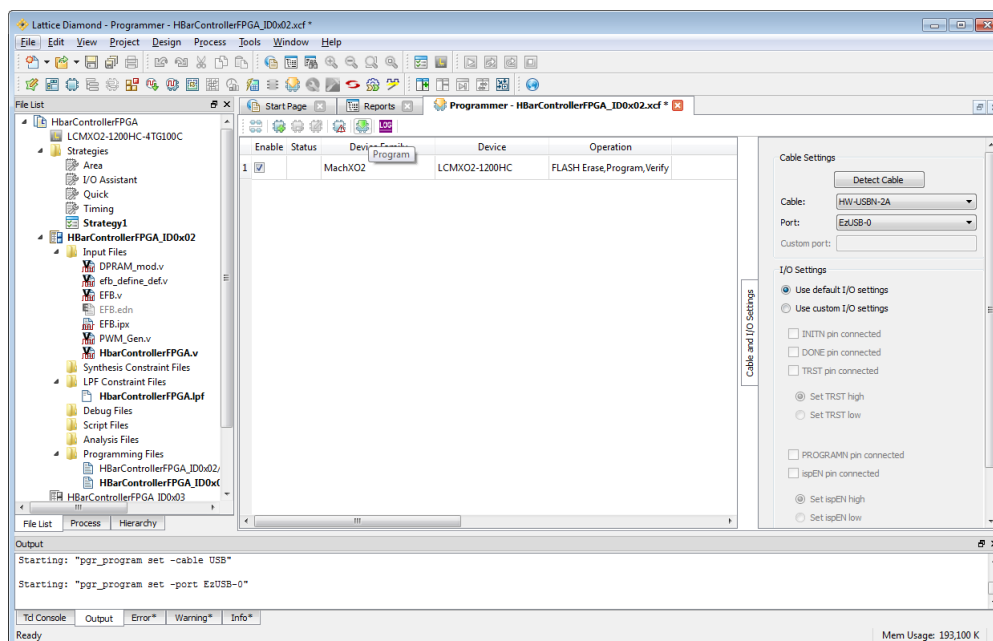 Lattice Diamond - Programmer - HBarControllerFPGA_ID0x02.xcf *
File Edit View Project Design Process Tools Window Help
File List
Start Page
Reports
Programmer - HBarControllerFPGA_ID0x02.xcf *
HbarControllerFPGA
LCMXO2-1200HC-4TG100C
Strategies
Area
I/O Assistant
Quick
Timing
Strategy1
HBarControllerFPGA_ID0x02
Input Files
DPRAM_mod.v
efb_define_def.v
EFB.v
EFB.edn
EFB.ipx
PWM_Gen.v
HbarControllerFPGA.v
Synthesis Constraint Files
LPF Constraint Files
HbarControllerFPGA.lpf
Debug Files
Script Files
Analysis Files
Programming Files
HBarControllerFPGA_ID0x02/
HBarControllerFPGA_ID0x(
HBarControllerFPGA_ID0x03
File List Process Hierarchy
LOG
Enable Status Device Family Device Operation
Program
1 MachXO2 LCMXO2-1200HC FLASH Erase,Program,Verify
Cable and I/O Settings
Cable Settings
Detect Cable
Cable: HW-USBN-2A
Port: EzUSB-0
Custom port:
I/O Settings
Use default I/O settings
Use custom I/O settings
INITN pin connected
DONE pin connected
TRST pin connected
Set TRST high
Set TRST low
PROGRAMN pin connected
ispEN pin connected
Set ispEN high
Set ispEN low
Output
Starting: "pgr_program set -cable USB"
Starting: "pgr_program set -port EzUSB-0"
Tcl Console Output Error* Warning* Info*
Ready
Mem Usage: 193,100 K